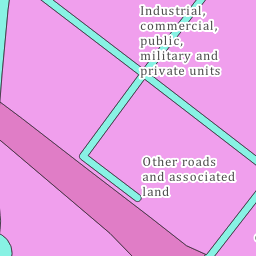 Industrial,
commercial,
public,
military and
private units
Other roads
and associated
land